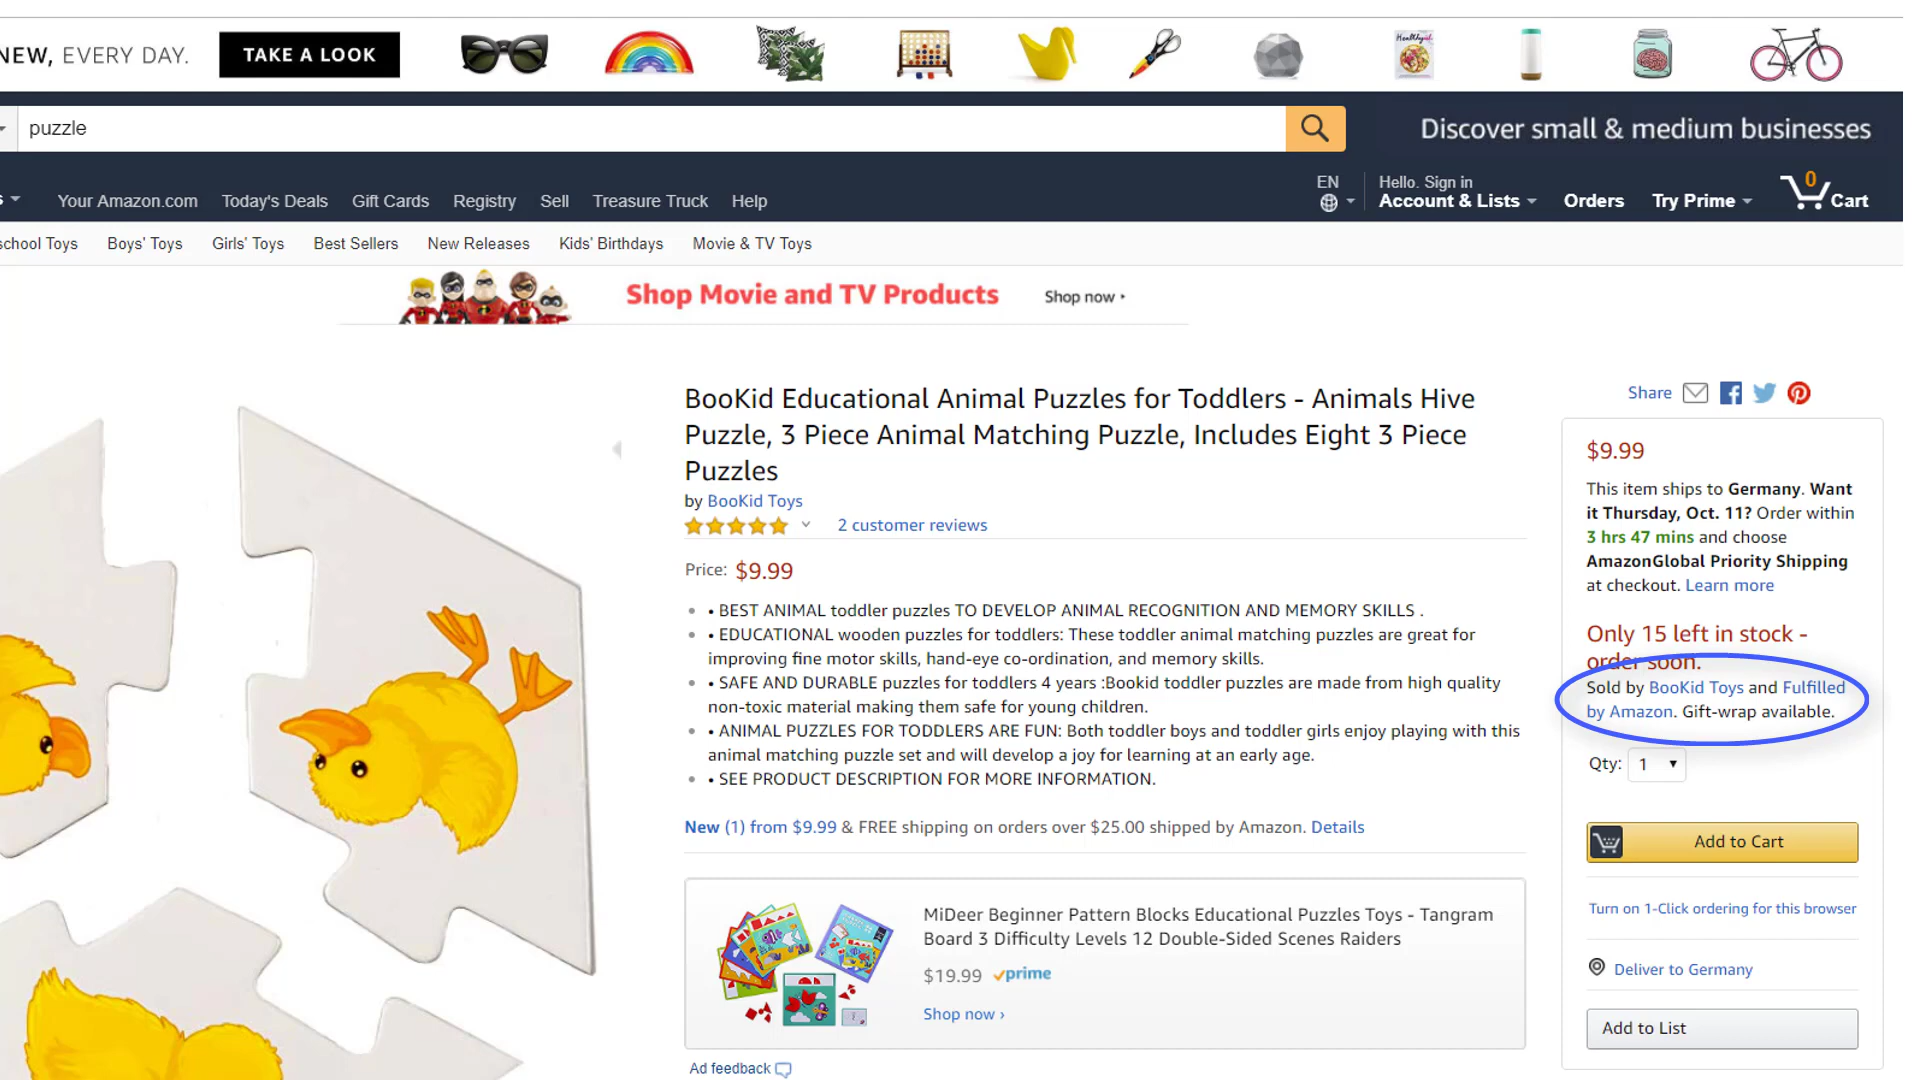 NEW, EVERY DAY.
TAKE A LOOK
Healthyish
puzzle
Discover small & medium businesses
Your Amazon.com Today's Deals Gift Cards Registry Sell Treasure Truck Help
EN
Hello. Sign in
Account & Lists
Orders
Try Prime
0
Cart
school Toys Boys' Toys Girls' Toys Best Sellers New Releases Kids' Birthdays Movie & TV Toys
Shop Movie and TV Products
Shop now
BooKid Educational Animal Puzzles for Toddlers - Animals Hive
Puzzle, 3 Piece Animal Matching Puzzle, Includes Eight 3 Piece
Puzzles
by BooKid Toys
2 customer reviews
Price: $9.99
• BEST ANIMAL toddler puzzles TO DEVELOP ANIMAL RECOGNITION AND MEMORY SKILLS .
• EDUCATIONAL wooden puzzles for toddlers: These toddler animal matching puzzles are great for
improving fine motor skills, hand-eye co-ordination, and memory skills.
• SAFE AND DURABLE puzzles for toddlers 4 years :Bookid toddler puzzles are made from high quality
non-toxic material making them safe for young children.
• ANIMAL PUZZLES FOR TODDLERS ARE FUN: Both toddler boys and toddler girls enjoy playing with this
animal matching puzzle set and will develop a joy for learning at an early age.
• SEE PRODUCT DESCRIPTION FOR MORE INFORMATION.
New (1) from $9.99 & FREE shipping on orders over $25.00 shipped by Amazon. Details
MiDeer Beginner Pattern Blocks Educational Puzzles Toys - Tangram
Board 3 Difficulty Levels 12 Double-Sided Scenes Raiders
$19.99 prime
Shop now ›
Ad feedback
Share
$9.99
This item ships to Germany. Want
it Thursday, Oct. 11? Order within
3 hrs 47 mins and choose
AmazonGlobal Priority Shipping
at checkout. Learn more
Only 15 left in stock -
order soon.
Sold by BooKid Toys and Fulfilled
by Amazon. Gift-wrap available.
Qty: 1
Add to Cart
Turn on 1-Click ordering for this browser
Deliver to Germany
Add to List